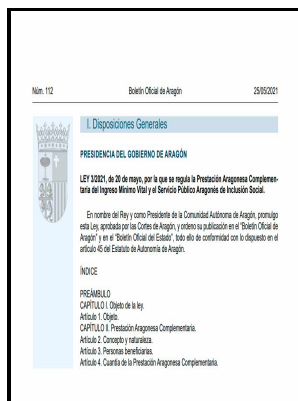 Núm. 112 Boletín Oficial de Aragón 25/05/2021
I. Disposiciones Generales
PRESIDENCIA DEL GOBIERNO DE ARAGÓN
LEY 3/2021, de 20 de mayo, por la que se regula la Prestación Aragonesa Complemen-
taria del Ingreso Mínimo Vital y el Servicio Público Aragonés de Inclusión Social.
En nombre del Rey y como Presidente de la Comunidad Autónoma de Aragón, promulgo
esta Ley, aprobada por las Cortes de Aragón, y ordeno su publicación en el "Boletín Oficial de
Aragón" y en el "Boletín Oficial del Estado", todo ello de conformidad con lo dispuesto en el
artículo 45 del Estatuto de Autonomía de Aragón.
ÍNDICE
PREÁMBULO
CAPÍTULO I. Objeto de la ley.
Artículo 1. Objeto.
CAPÍTULO II. Prestación Aragonesa Complementaria.
Artículo 2. Concepto y naturaleza.
Artículo 3. Personas beneficiarias.
Artículo 4. Cuantía de la Prestación Aragonesa Complementaria.